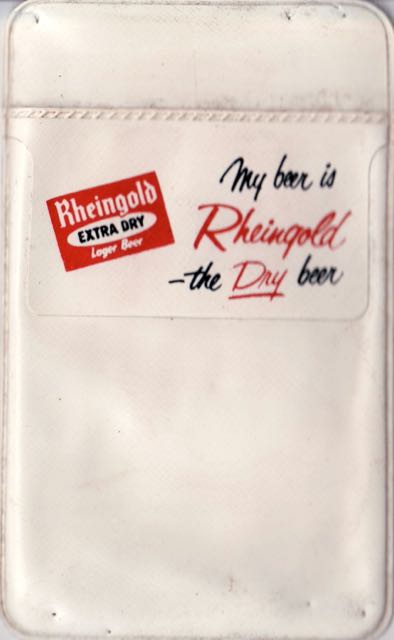 Rheingold
EXTRA DRY
Lager Beer
My beer is
Rheingold
—the Dry beer